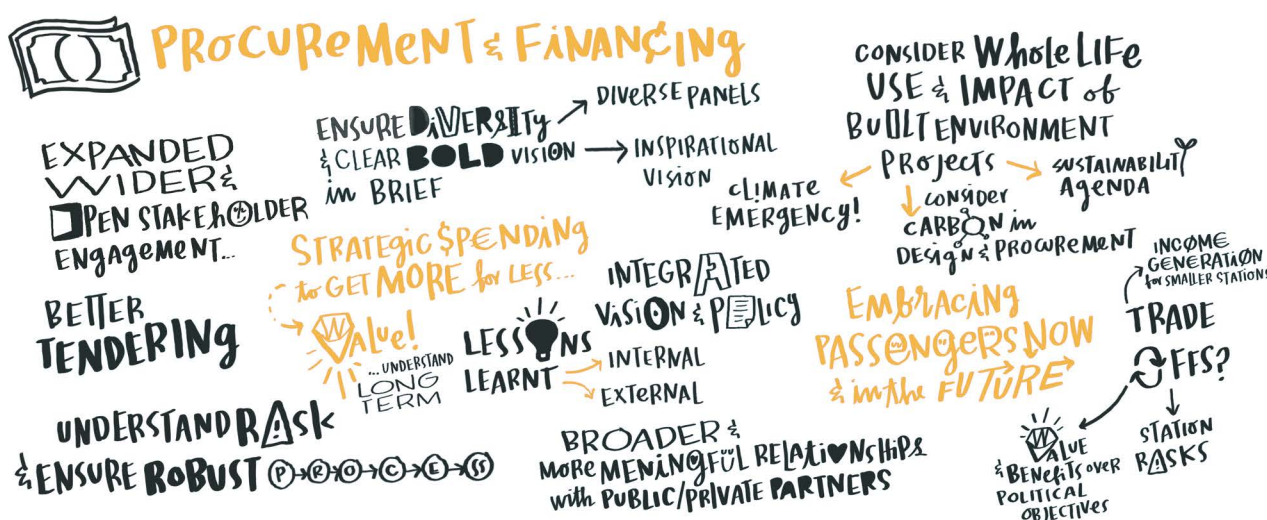 PROCUREMENT & FINANCING
EXPANDED
WIDER &
OPEN STAKEHOLDER
ENGAGEMENT...
ENSURE DIVERSITY
& CLEAR BOLD VISION
in BRIEF
DIVERSE PANELS
INSPIRATIONAL
VISION
CONSIDER WHOLE LIFE
USE & IMPACT of
BUILT ENVIRONMENT
PROJECTS
CLIMATE
EMERGENCY!
CONSIDER
CARBON in
DESIGN & PROCUREMENT
SUSTAINABILITY
AGENDA
STRATEGIC SPENDING
to GET MORE for LESS...
VALUE!
...UNDERSTAND
LONG
TERM
BETTER
TENDERING
LESSONS
LEARNT
INTERNAL
EXTERNAL
INTEGRATED
VISION & POLICY
EMBRACING
PASSENGERS NOW
& in the FUTURE
INCOME
GENERATION
for SMALLER STATIONS
TRADE
OFFS?
VALUE
& BENEFITS OVER
POLITICAL
OBJECTIVES
STATION
RISKS
UNDERSTAND RISK
& ENSURE ROBUST PROCESS
BROADER &
MORE MENINGFUL RELATIONSHIPS
with PUBLIC/PRIVATE PARTNERS